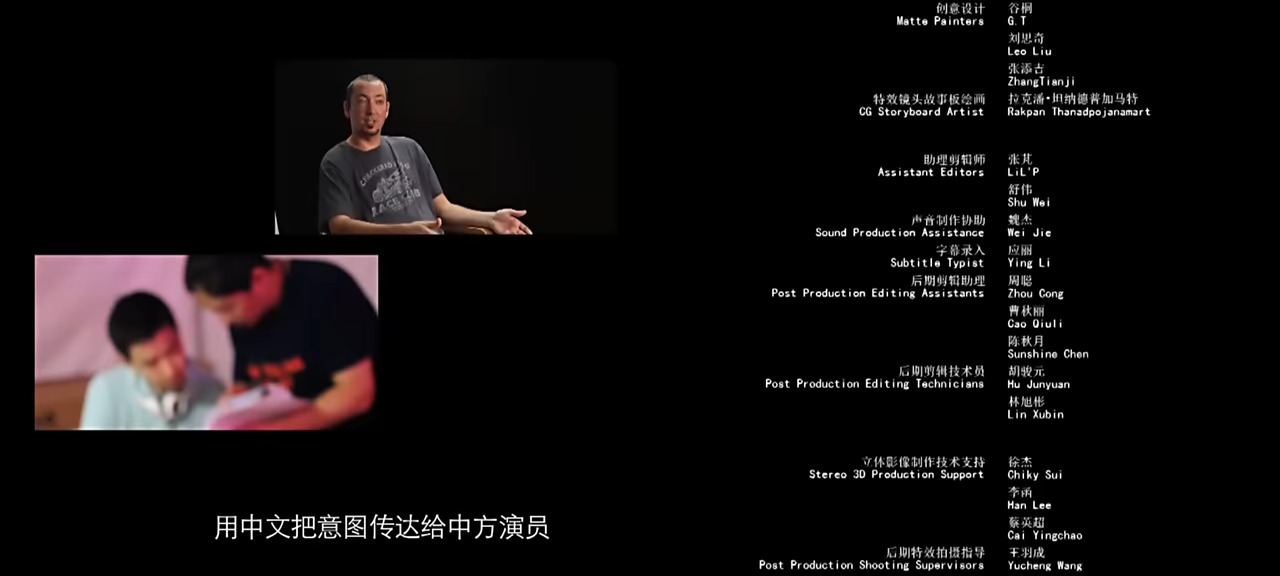 RACE CLUB
用中文把意图传达给中方演员
创意设计 谷桐
Matte Painters G.T
刘思奇
Leo Liu
张添吉
ZhangTianji
特效镜头故事板绘画 拉克潘·坦纳德普加马特
CG Storyboard Artist Rakpan Thanadpojanamart
助理剪辑师 张芃
Assistant Editors LiL'P
舒伟
Shu Wei
声音制作协助 魏杰
Sound Production Assistance Wei Jie
字幕录入 应丽
Subtitle Typist Ying Li
后期剪辑助理 周聪
Post Production Editing Assistants Zhou Cong
曹秋丽
Cao Qiuli
陈秋月
Sunshine Chen
后期剪辑技术员 胡骏元
Post Production Editing Technicians Hu Junyuan
林旭彬
Lin Xubin
立体影像制作技术支持 徐杰
Stereo 3D Production Support Chiky Sui
李函
Han Lee
蔡英超
Cai Yingchao
后期特效拍摄指导 王羽成
Post Production Shooting Supervisors Yucheng Wang